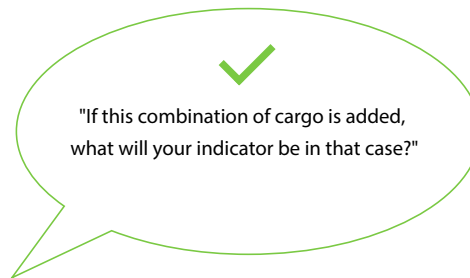 "If this combination of cargo is added,
what will your indicator be in that case?"